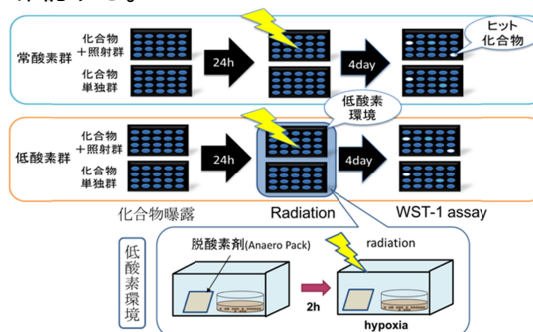 ヒット
化合物
常酸素群
化合物
+照射群
化合物
単独群
24h
4day
低酸素
環境
低酸素群
化合物
+照射群
化合物
単独群
24h
4day
化合物曝露
Radiation
WST-1 assay
低酸素環境
脱酸素剤(Anaero Pack)
radiation
2h
hypoxia